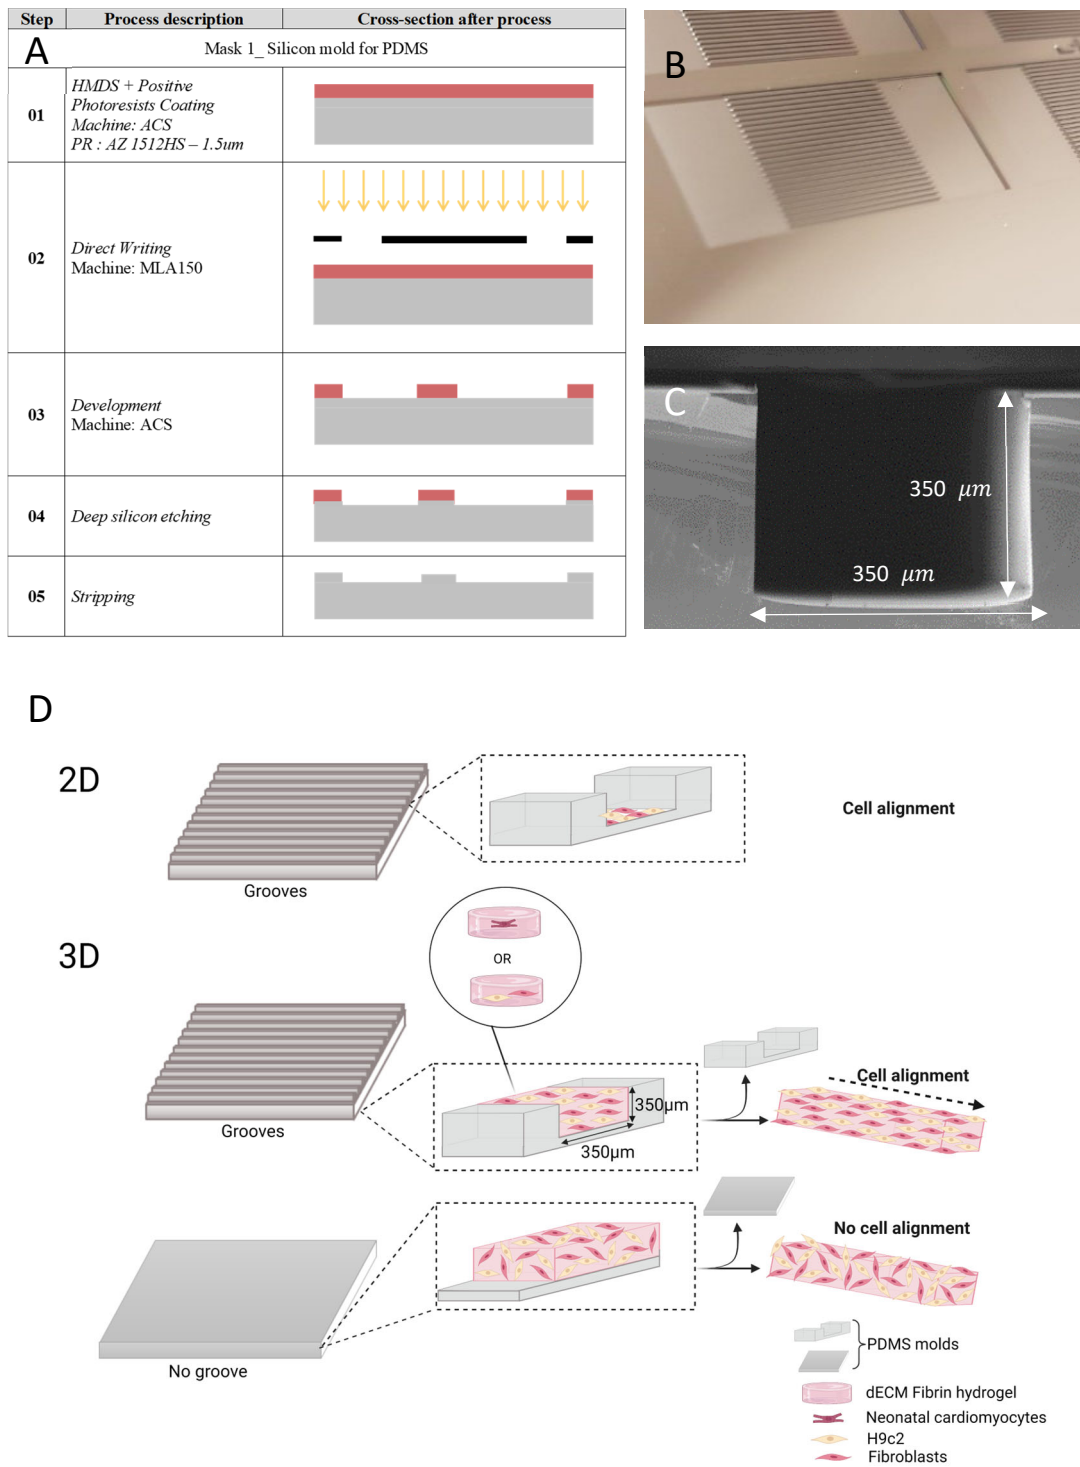 Step Process description Cross-section after process
A
Mask 1_ Silicon mold for PDMS
01
HMDS + Positive
Photoresists Coating
Machine: ACS
PR : AZ 1512HS – 1.5um
02
Direct Writing
Machine: MLA150
03
Development
Machine: ACS
04
Deep silicon etching
05
Stripping
B
C
350 μm
350 μm
D
2D
Grooves
Cell alignment
3D
OR
Grooves
350μm
350μm
Cell alignment
No groove
No cell alignment
PDMS molds
dECM Fibrin hydrogel
Neonatal cardiomyocytes
H9c2
Fibroblasts